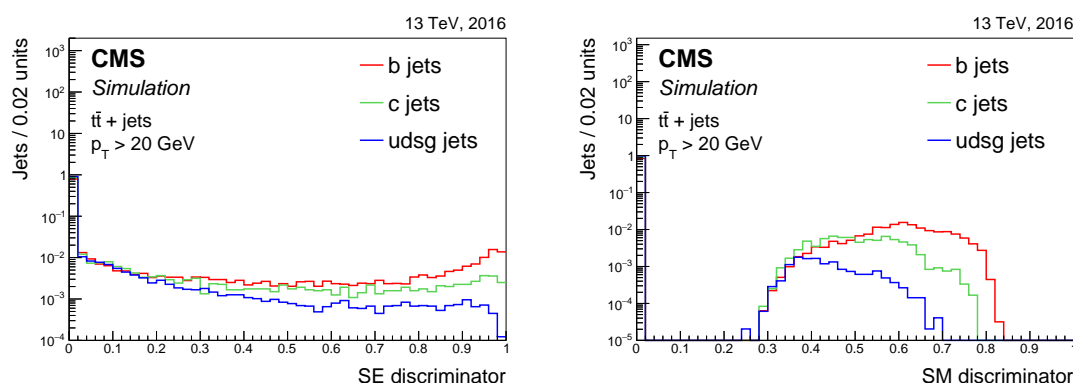 13 TeV, 2016
Jets / 0.02 units
CMS
Simulation
tt̄ + jets
p_T > 20 GeV
b jets
c jets
udsg jets
10³
10²
10
1
10⁻¹
10⁻²
10⁻³
10⁻⁴
0 0.1 0.2 0.3 0.4 0.5 0.6 0.7 0.8 0.9 1
SE discriminator
13 TeV, 2016
Jets / 0.02 units
CMS
Simulation
tt̄ + jets
p_T > 20 GeV
b jets
c jets
udsg jets
10³
10²
10
1
10⁻¹
10⁻²
10⁻³
10⁻⁴
10⁻⁵
0 0.1 0.2 0.3 0.4 0.5 0.6 0.7 0.8 0.9 1
SM discriminator